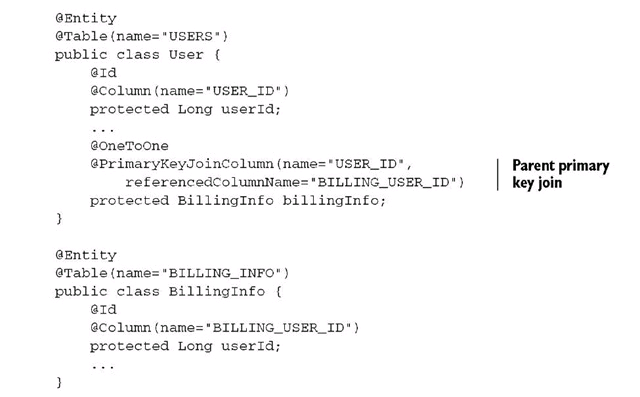 @Entity
@Table(name="USERS")
public class User {
    @Id
    @Column(name="USER_ID")
    protected Long userId;
    ...
    @OneToOne
    @PrimaryKeyJoinColumn(name="USER_ID",
        referencedColumnName="BILLING_USER_ID")
    protected BillingInfo billingInfo;
}
Parent primary
key join
@Entity
@Table(name="BILLING_INFO")
public class BillingInfo {
    @Id
    @Column(name="BILLING_USER_ID")
    protected Long userId;
    ...
}